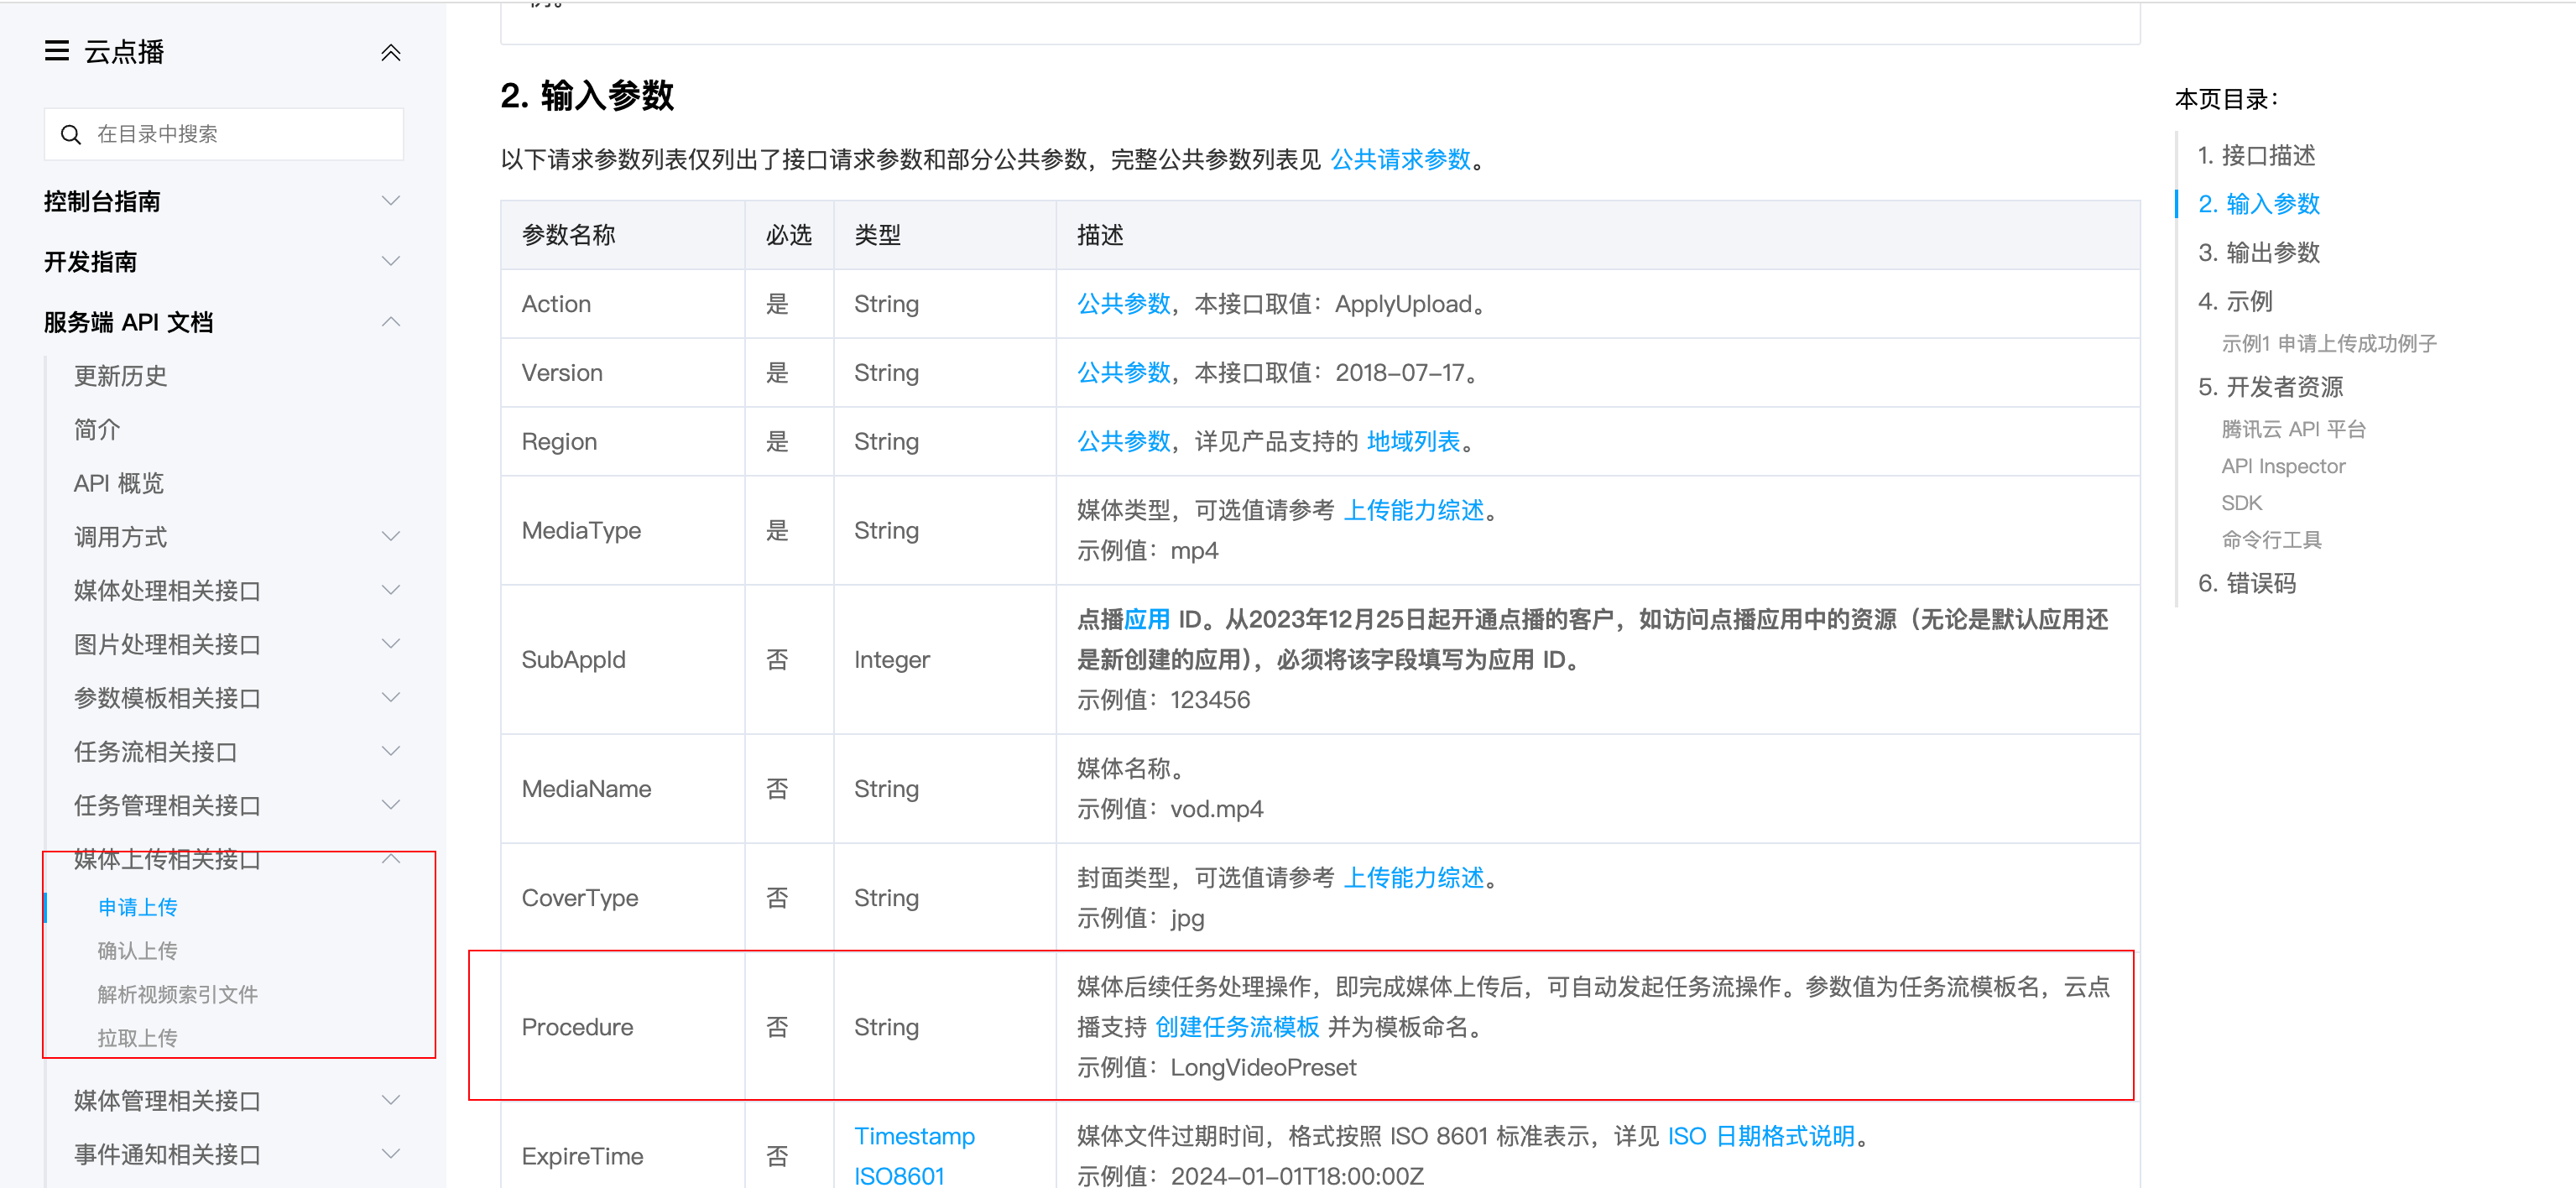 云点播
在目录中搜索
控制台指南
开发指南
服务端 API 文档
更新历史
简介
API 概览
调用方式
媒体处理相关接口
图片处理相关接口
参数模板相关接口
任务流相关接口
任务管理相关接口
媒体上传相关接口
申请上传
确认上传
解析视频索引文件
拉取上传
媒体管理相关接口
事件通知相关接口
2. 输入参数
以下请求参数列表仅列出了接口请求参数和部分公共参数，完整公共参数列表见 公共请求参数。
参数名称 必选 类型 描述
Action 是 String 公共参数，本接口取值：ApplyUpload。
Version 是 String 公共参数，本接口取值：2018-07-17。
Region 是 String 公共参数，详见产品支持的 地域列表。
MediaType 是 String 媒体类型，可选值请参考 上传能力综述。
示例值：mp4
SubAppId 否 Integer 点播应用 ID。从2023年12月25日起开通点播的客户，如访问点播应用中的资源（无论是默认应用还
是新创建的应用），必须将该字段填写为应用 ID。
示例值：123456
MediaName 否 String 媒体名称。
示例值：vod.mp4
CoverType 否 String 封面类型，可选值请参考 上传能力综述。
示例值：jpg
Procedure 否 String 媒体后续任务处理操作，即完成媒体上传后，可自动发起任务流操作。参数值为任务流模板名，云点
播支持 创建任务流模板 并为模板命名。
示例值：LongVideoPreset
ExpireTime 否 Timestamp ISO8601 媒体文件过期时间，格式按照 ISO 8601 标准表示，详见 ISO 日期格式说明。
示例值：2024-01-01T18:00:00Z
本页目录：
1. 接口描述
2. 输入参数
3. 输出参数
4. 示例
示例1 申请上传成功例子
5. 开发者资源
腾讯云 API 平台
API Inspector
SDK
命令行工具
6. 错误码